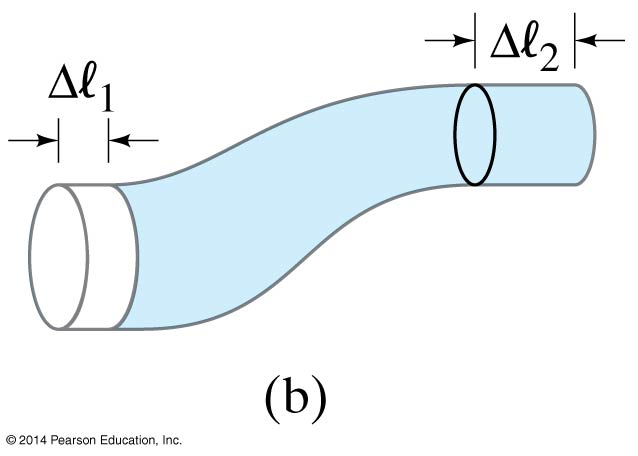 Δℓ2
Δℓ1
(b)
© 2014 Pearson Education, Inc.